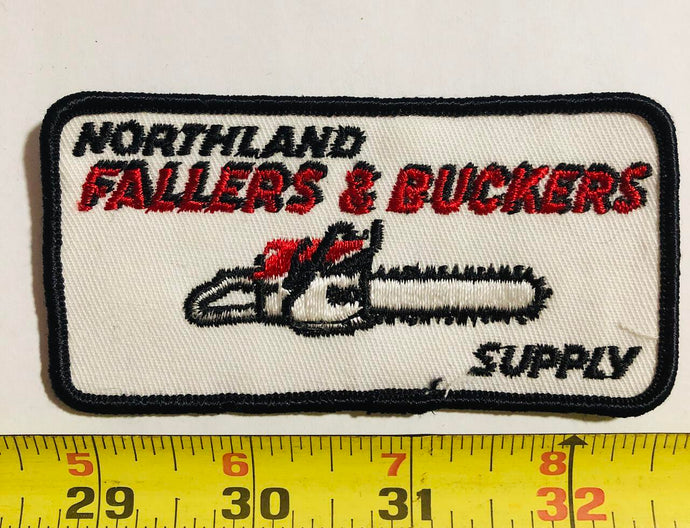 NORTHLAND
FALLERS & BUCKERS
SUPPLY
5 6 7 8
29 30 31 32